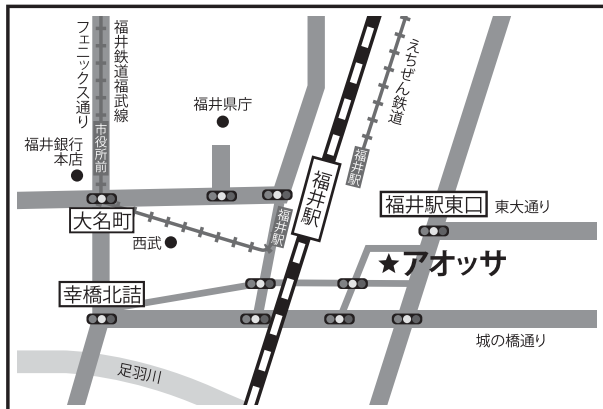 フェニックス通り
福井鉄道福武線
えちぜん鉄道
福井県庁
市役所前
福井銀行
本店
福井駅
福井駅
福井駅
福井駅東口
東大通り
大名町
西武
★アオッサ
幸橋北詰
城の橋通り
足羽川